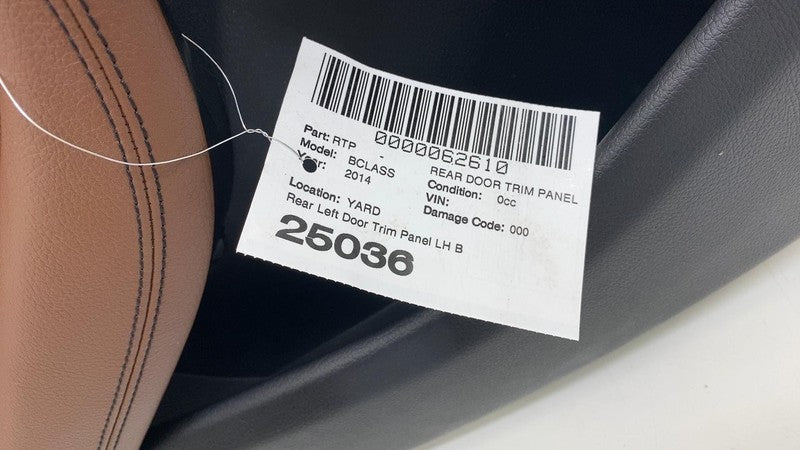 0000062610
Part: RTP - REAR DOOR TRIM PANEL
Model: BCLASS Condition: 0cc
Year: 2014 VIN:
Damage Code: 000
Location: YARD
Rear Left Door Trim Panel LH B
25036